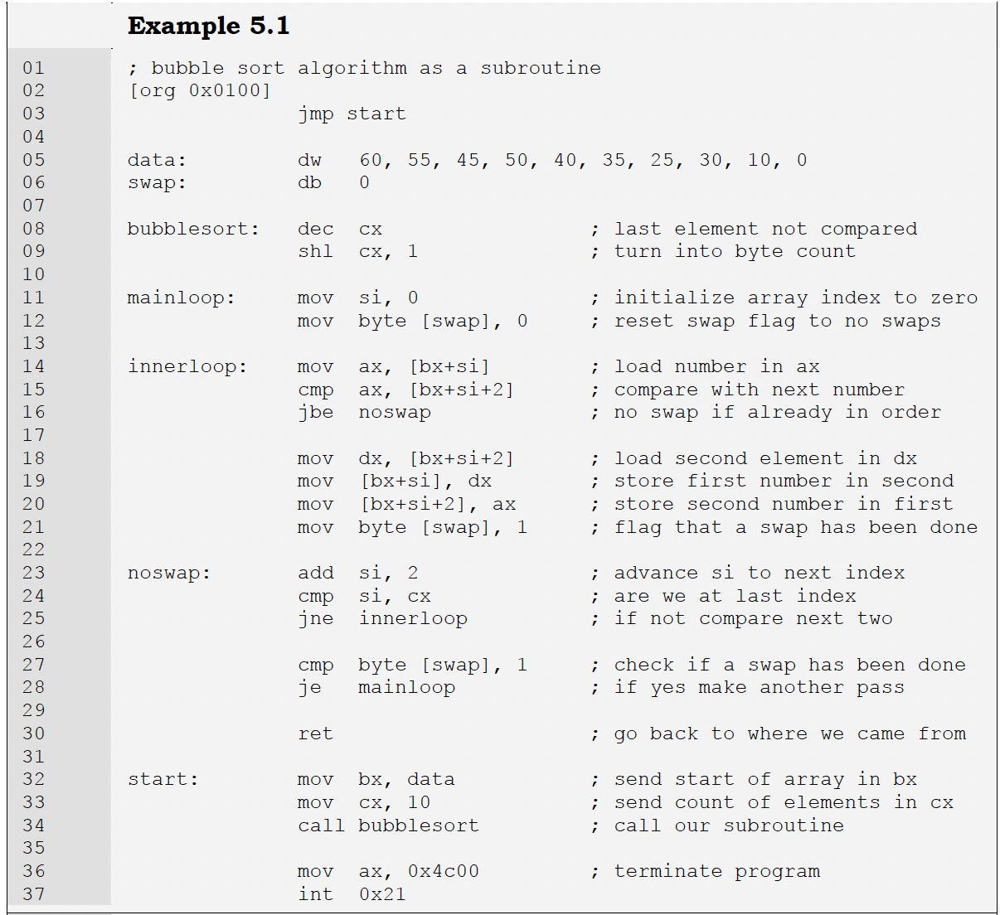 Example 5.1
01 ; bubble sort algorithm as a subroutine
02 [org 0x0100]
03 jmp start
04
05 data: dw 60, 55, 45, 50, 40, 35, 25, 30, 10, 0
06 swap: db 0
07
08 bubblesort: dec cx ; last element not compared
09 shl cx, 1 ; turn into byte count
10
11 mainloop: mov si, 0 ; initialize array index to zero
12 mov byte [swap], 0 ; reset swap flag to no swaps
13
14 innerloop: mov ax, [bx+si] ; load number in ax
15 cmp ax, [bx+si+2] ; compare with next number
16 jbe noswap ; no swap if already in order
17
18 mov dx, [bx+si+2] ; load second element in dx
19 mov [bx+si], dx ; store first number in second
20 mov [bx+si+2], ax ; store second number in first
21 mov byte [swap], 1 ; flag that a swap has been done
22
23 noswap: add si, 2 ; advance si to next index
24 cmp si, cx ; are we at last index
25 jne innerloop ; if not compare next two
26
27 cmp byte [swap], 1 ; check if a swap has been done
28 je mainloop ; if yes make another pass
29
30 ret ; go back to where we came from
31
32 start: mov bx, data ; send start of array in bx
33 mov cx, 10 ; send count of elements in cx
34 call bubblesort ; call our subroutine
35
36 mov ax, 0x4c00 ; terminate program
37 int 0x21